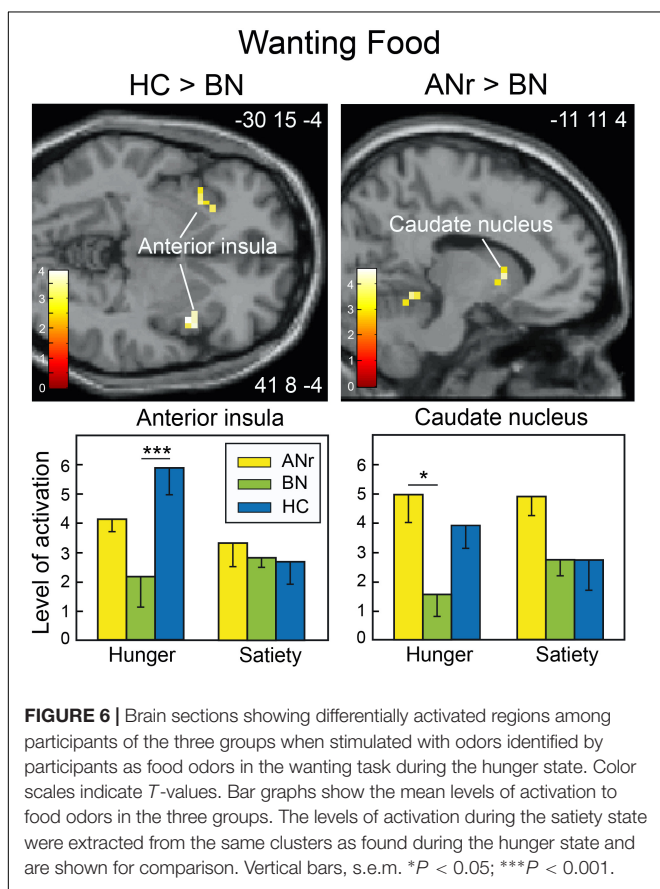 Wanting Food
HC > BN
ANr > BN
-30 15 -4
-11 11 4
Anterior insula
Caudate nucleus
4
3
2
1
0
4
3
2
1
0
41 8 -4
Anterior insula
Caudate nucleus
Level of activation
6
5
4
3
2
1
0
***
ANr
BN
HC
Hunger
Satiety
6
5
4
3
2
1
0
*
Hunger
Satiety
FIGURE 6 | Brain sections showing differentially activated regions among
participants of the three groups when stimulated with odors identified by
participants as food odors in the wanting task during the hunger state. Color
scales indicate T-values. Bar graphs show the mean levels of activation to
food odors in the three groups. The levels of activation during the satiety state
were extracted from the same clusters as found during the hunger state and
are shown for comparison. Vertical bars, s.e.m. *P < 0.05; ***P < 0.001.